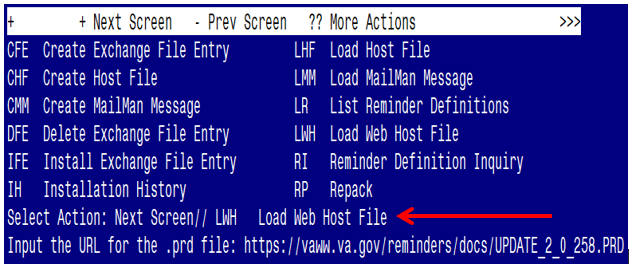 + + Next Screen - Prev Screen ?? More Actions >>>
CFE Create Exchange File Entry LHF Load Host File
CHF Create Host File LMM Load MailMan Message
CMM Create MailMan Message LR List Reminder Definitions
DFE Delete Exchange File Entry LWH Load Web Host File
IFE Install Exchange File Entry RI Reminder Definition Inquiry
IH Installation History RP Repack
Select Action: Next Screen// LWH Load Web Host File
Input the URL for the .prd file: https://vaww.va.gov/reminders/docs/UPDATE_2_0_258.PRD